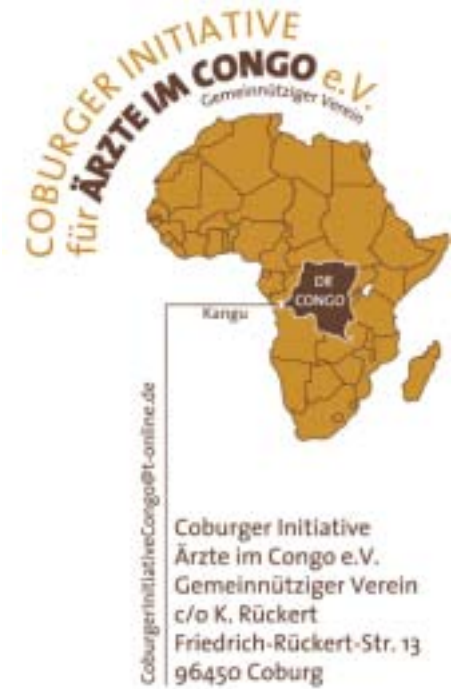 COBURGER INITIATIVE
für ÄRZTE IM CONGO e.V.
Gemeinnütziger Verein
DR
CONGO
Kangu
CoburgerInitiativeCongo@t-online.de
Coburger Initiative
Ärzte im Congo e.V.
Gemeinnütziger Verein
c/o K. Rückert
Friedrich-Rückert-Str. 13
96450 Coburg